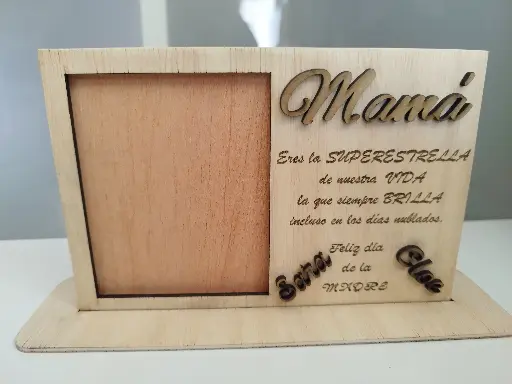 Mamá
Eres la SUPERESTRELLA
de nuestra VIDA
la que siempre BRILLA
incluso en los días nublados.
Feliz día
de la
MADRE
Sara